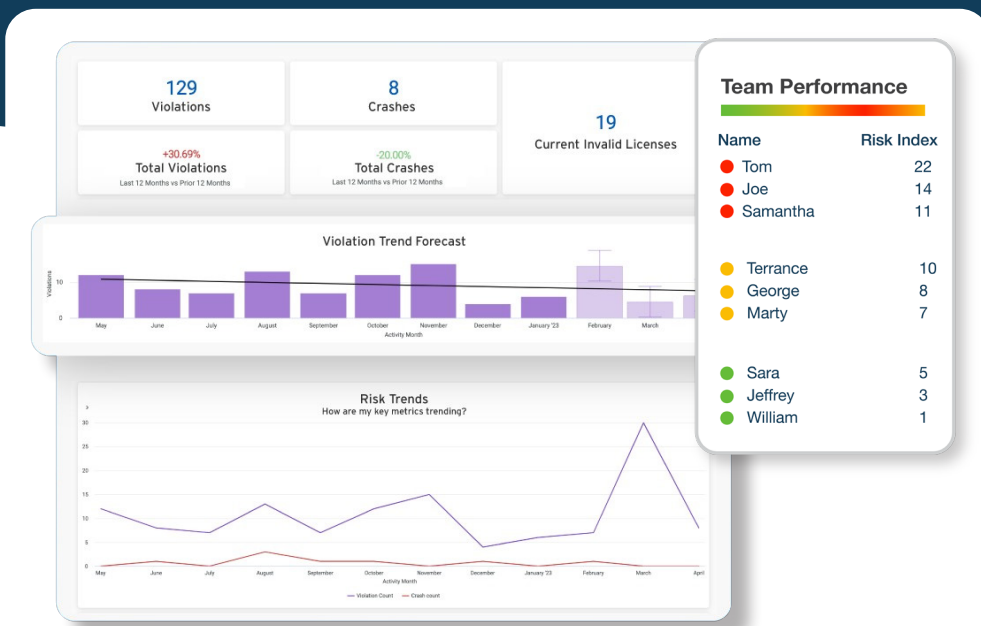 129
Violations
8
Crashes
19
Current Invalid Licenses
+30.69%
Total Violations
Last 12 Months vs Prior 12 Months
-20.00%
Total Crashes
Last 12 Months vs Prior 12 Months
Team Performance
Name Risk Index
Tom 22
Joe 14
Samantha 11
Terrance 10
George 8
Marty 7
Sara 5
Jeffrey 3
William 1
Violation Trend Forecast
Violations
10
0
May June July August September October November December January '23 February March
Activity Month
Risk Trends
How are my key metrics trending?
30
25
20
15
10
5
0
May June July August September October November December January '23 February March April
Activity Month
Violation Count Crash count